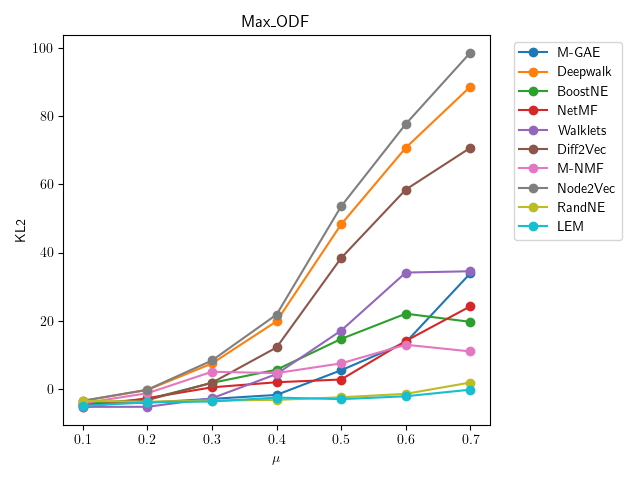 Max_ODF
KL2
100
80
60
40
20
0
0.1 0.2 0.3 0.4 0.5 0.6 0.7
μ
M-GAE
Deepwalk
BoostNE
NetMF
Walklets
Diff2Vec
M-NMF
Node2Vec
RandNE
LEM